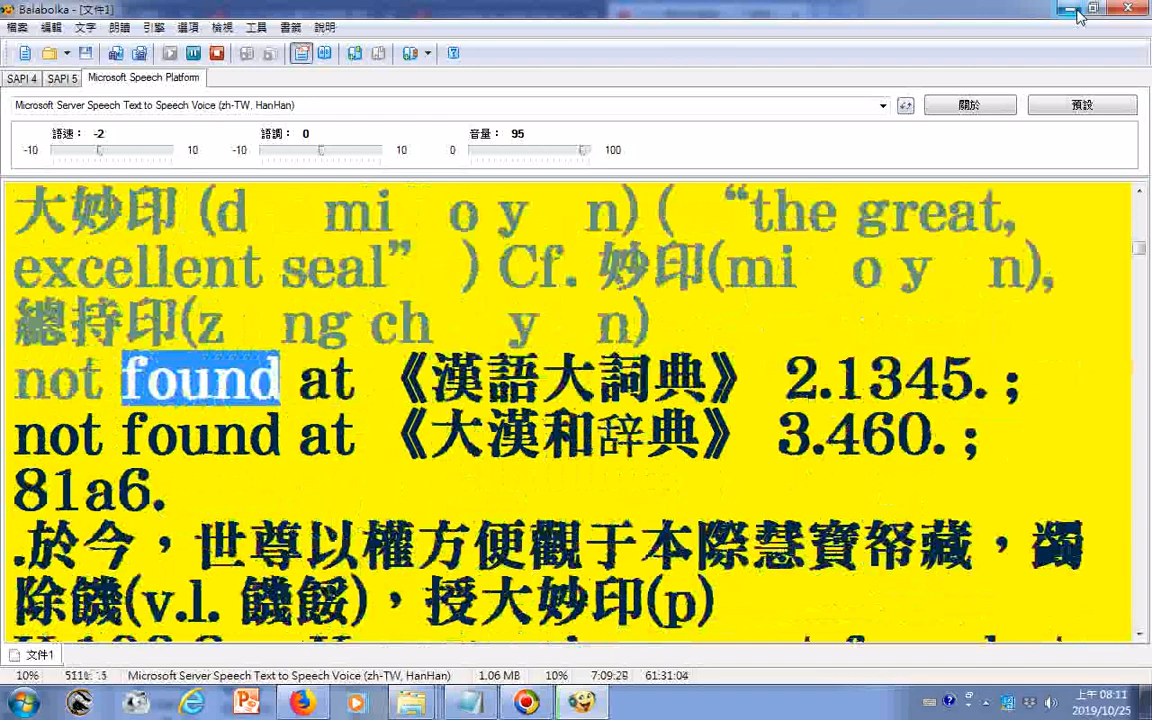 Balabolka - [文件1]
檔案 編輯 文字 朗讀 引擎 選項 檢視 工具 書籤 說明
SAPI 4 SAPI 5 Microsoft Speech Platform
Microsoft Server Speech Text to Speech Voice (zh-TW, HanHan) 關於 預設
語速： -2 語調： 0 音量： 95
-10 10 -10 10 0 100
大妙印 (d mi o y n) ( “the great,
excellent seal” ) Cf. 妙印(mi o y n),
總持印(z ng ch y n)
not found at 《漢語大詞典》 2.1345. ;
not found at 《大漢和辞典》 3.460. ;
81a6.
.於今，世尊以權方便觀于本際慧寶帑藏，蠲
除饑(v.l. 饑餒)，授大妙印(p)
文件1
10% Microsoft Server Speech Text to Speech Voice (zh-TW, HanHan) 1.06 MB 10% 7:09:28 61:31:04
上午 08:11
2019/10/25